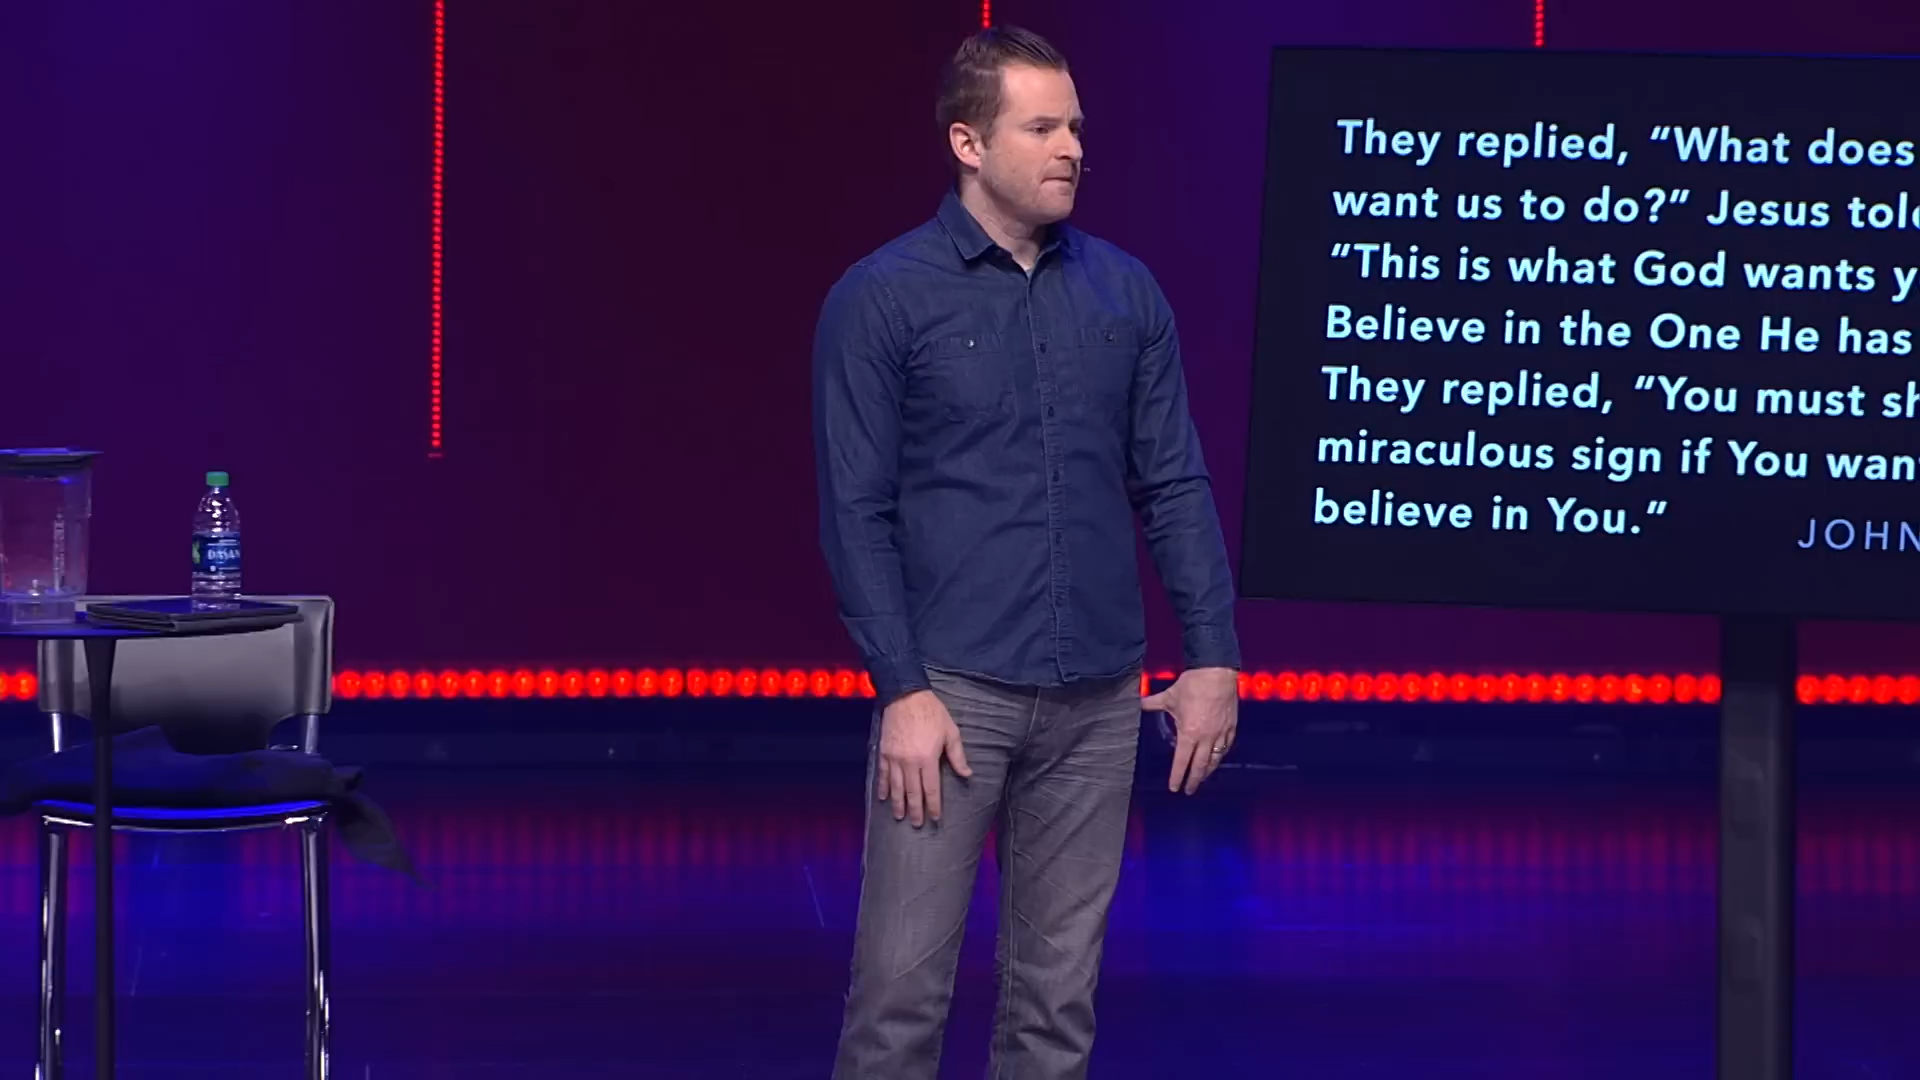 They replied, “What does
want us to do?” Jesus tol
“This is what God wants y
Believe in the One He has
They replied, “You must sh
miraculous sign if You wan
believe in You.”
JOHN
DASANI